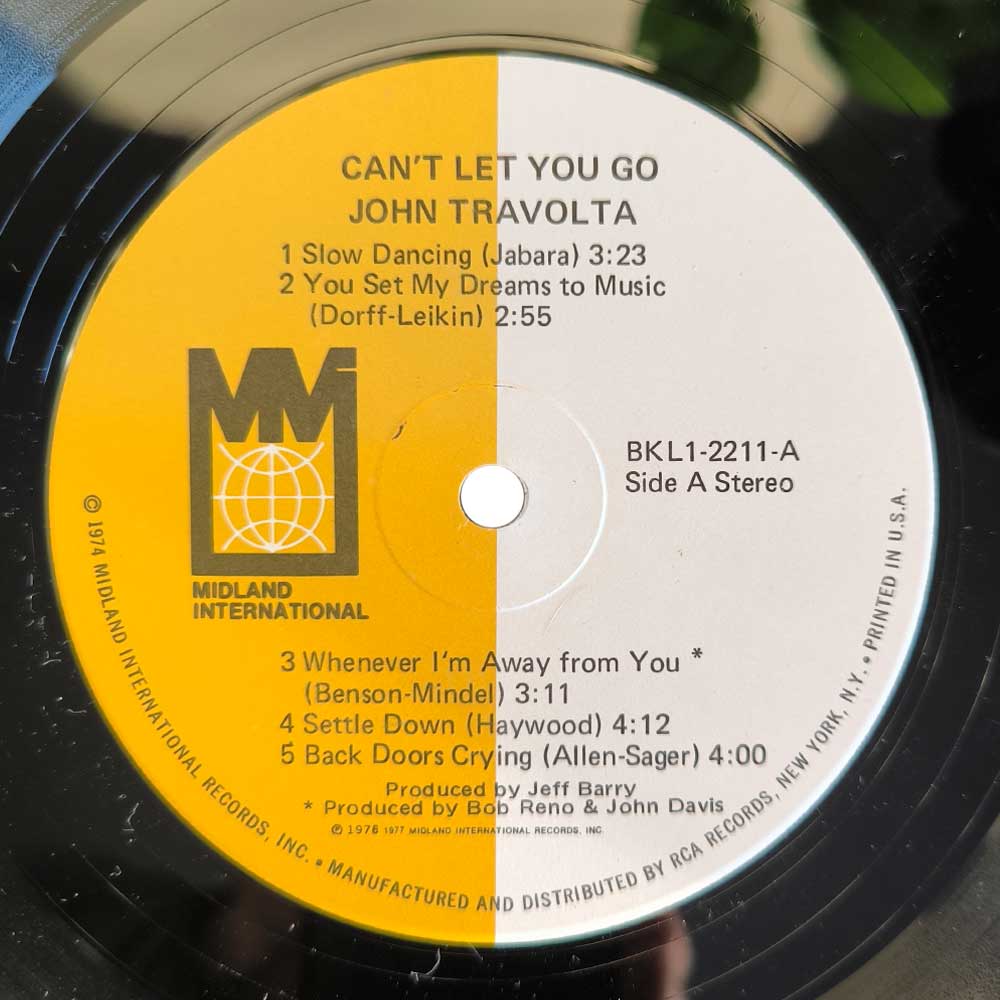 CAN'T LET YOU GO
JOHN TRAVOLTA
1 Slow Dancing (Jabara) 3:23
2 You Set My Dreams to Music
(Dorff-Leikin) 2:55
MIDLAND
INTERNATIONAL
BKL1-2211-A
Side A Stereo
3 Whenever I'm Away from You *
(Benson-Mindel) 3:11
4 Settle Down (Haywood) 4:12
5 Back Doors Crying (Allen-Sager) 4:00
Produced by Jeff Barry
* Produced by Bob Reno & John Davis
℗ 1976 1977 MIDLAND INTERNATIONAL RECORDS, INC.
© 1974 MIDLAND INTERNATIONAL RECORDS, INC. • MANUFACTURED AND DISTRIBUTED BY RCA RECORDS, NEW YORK, N.Y. • PRINTED IN U.S.A.